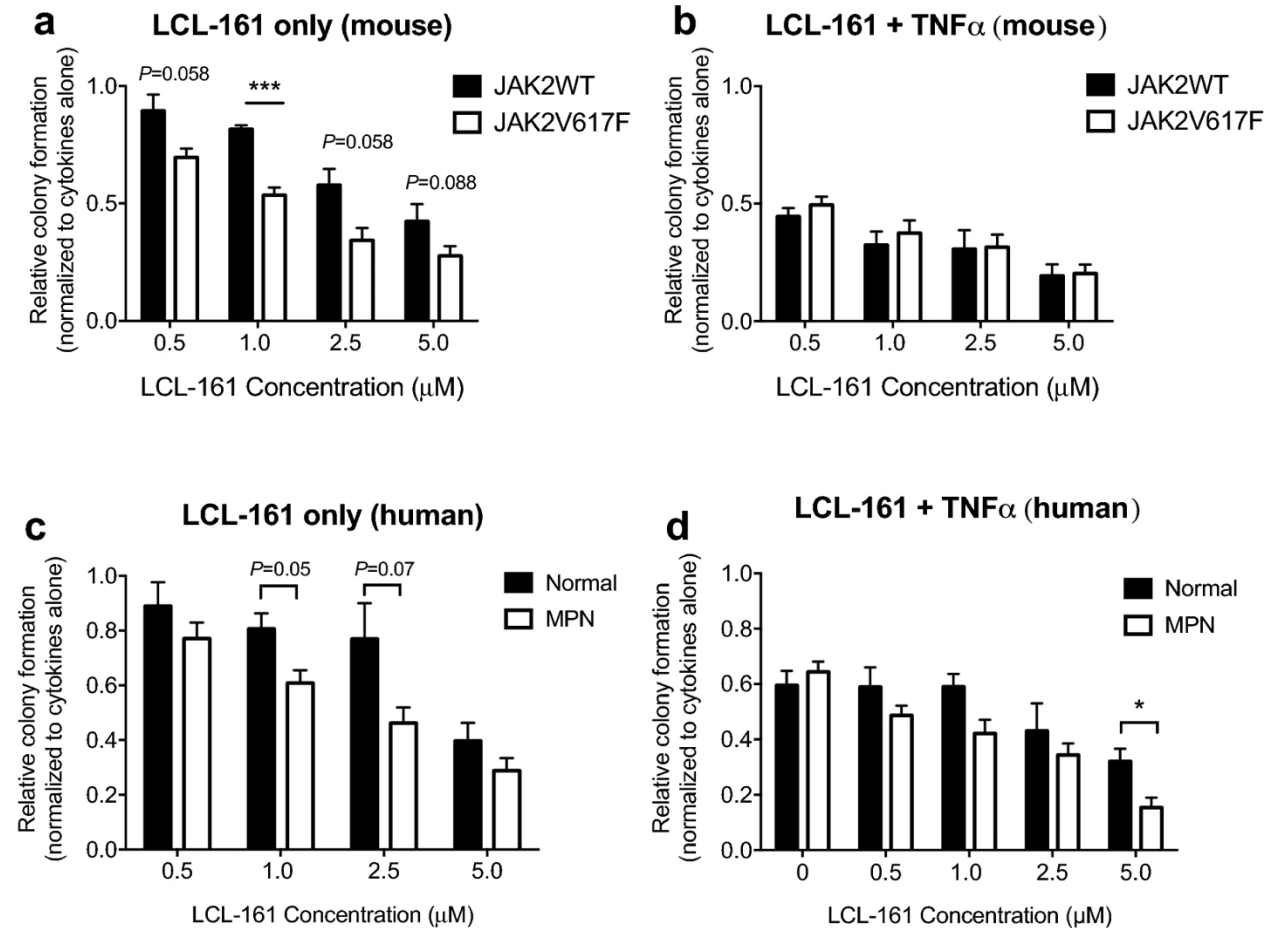 a
LCL-161 only (mouse)
Relative colony formation
(normalized to cytokines alone)
1.0
0.5
0.0
P=0.058
***
P=0.058
P=0.088
JAK2WT
JAK2V617F
0.5 1.0 2.5 5.0
LCL-161 Concentration (μM)
b
LCL-161 + TNFα (mouse)
Relative colony formation
(normalized to cytokines alone)
1.0
0.5
0.0
JAK2WT
JAK2V617F
0.5 1.0 2.5 5.0
LCL-161 Concentration (μM)
c
LCL-161 only (human)
Relative colony formation
(normalized to cytokines alone)
1.0
0.8
0.6
0.4
0.2
0.0
P=0.05
P=0.07
Normal
MPN
0.5 1.0 2.5 5.0
LCL-161 Concentration (μM)
d
LCL-161 + TNFα (human)
Relative colony formation
(normalized to cytokines alone)
1.0
0.8
0.6
0.4
0.2
0.0
*
Normal
MPN
0 0.5 1.0 2.5 5.0
LCL-161 Concentration (μM)